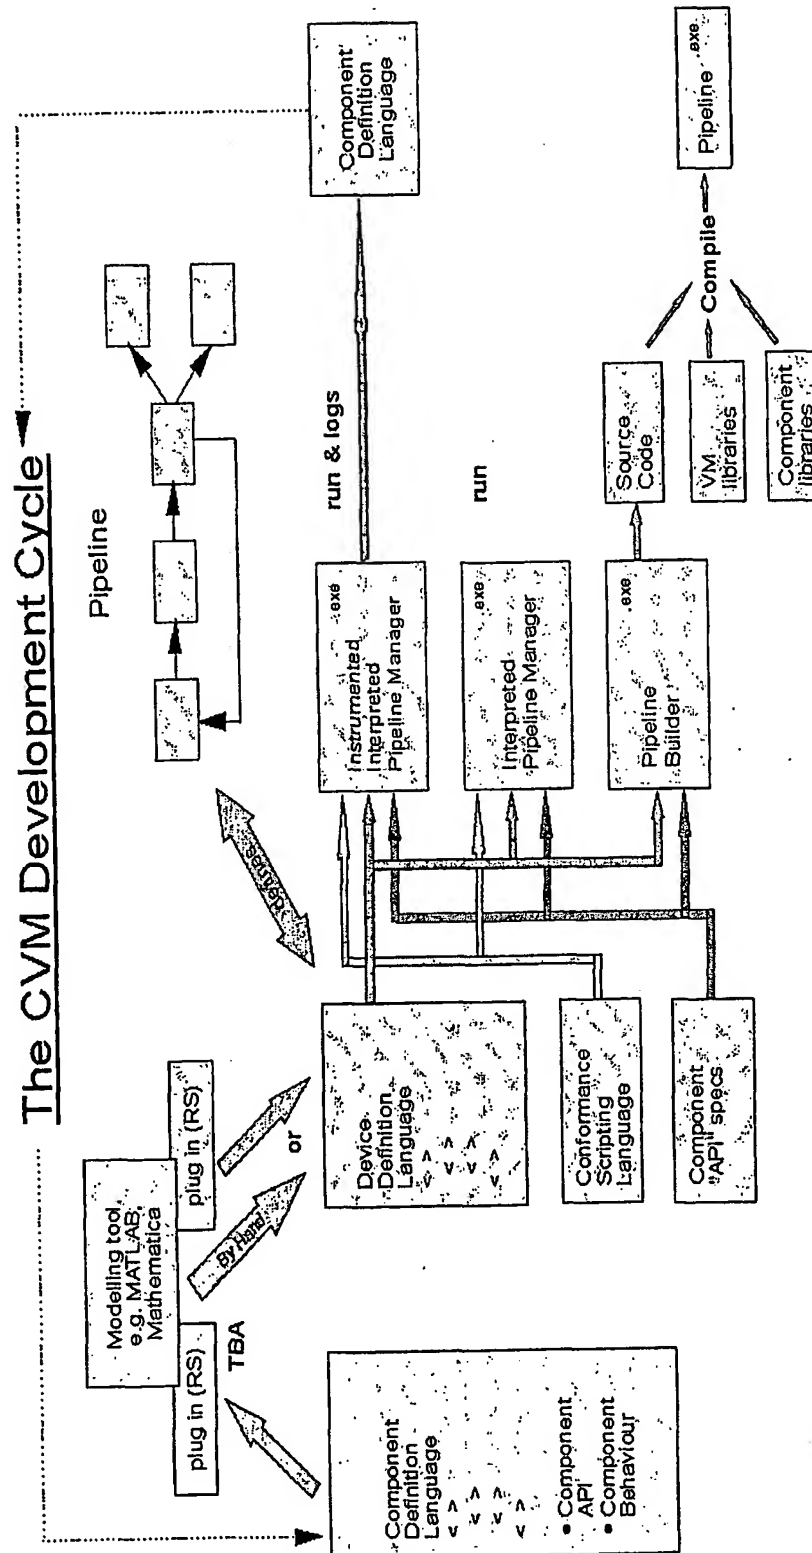 The CVM Development Cycle
Modelling tool,
e.g. MATLAB,
Mathematica
plug in (RS)
plug in (RS)
TBA
By Hand
or
defines
Pipeline
Component
Definition
Language
< >
< >
< >
< >
• Component
API
• Component
Behaviour
Device
Definition
Language
< >
< >
< >
< >
Conformance
Scripting
Language
Component
"API" specs
Instrumented
Interpreted
Pipeline Manager
.exe
Interpreted
Pipeline Manager
.exe
Pipeline
Builder
.exe
run & logs
run
Component
Definition
Language
Source
Code
VM
libraries
Component
libraries
Compile
Pipeline
.exe